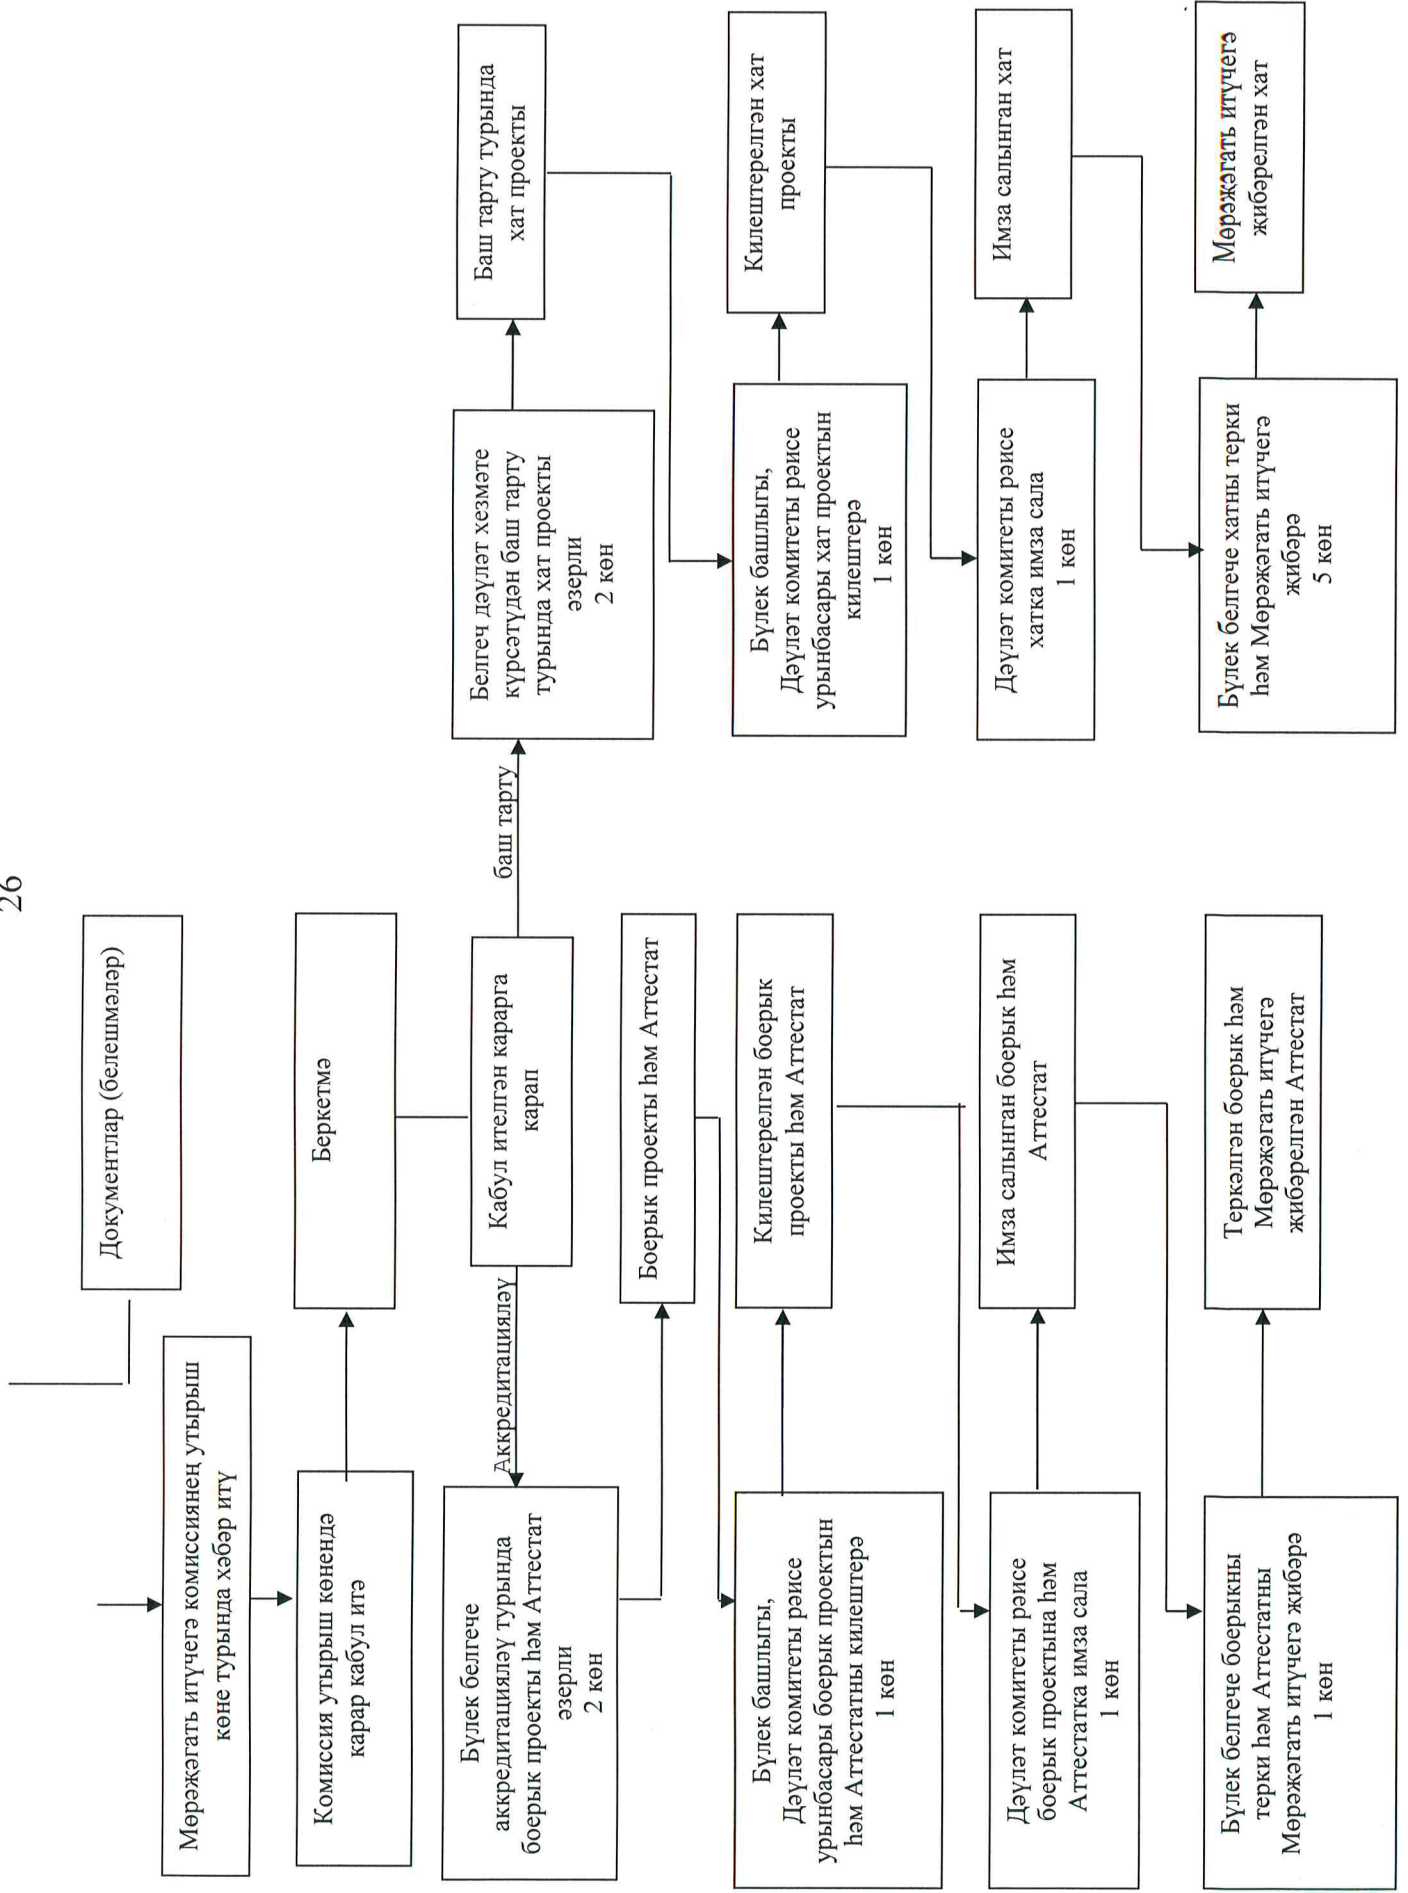 26
Документлар (белешмәләр)
Мөрәҗәгать итүчегә комиссиянең утырыш
көне турында хәбәр итү
Комиссия утырыш көнендә
карар кабул итә
Беркетмә
Кабул ителгән карарга
карап
Аккредитацияләү
баш тарту
Бүлек белгече
аккредитацияләү турында
боерык проекты һәм Аттестат
әзерли
2 көн
Боерык проекты һәм Аттестат
Белгеч дәүләт хезмәте
күрсәтүдән баш тарту
турында хат проекты
әзерли
2 көн
Баш тарту турында
хат проекты
Бүлек башлыгы,
Дәүләт комитеты рәисе
урынбасары боерык проектын
һәм Аттестатны килештерә
1 көн
Килештерелгән боерык
проекты һәм Аттестат
Бүлек башлыгы,
Дәүләт комитеты рәисе
урынбасары хат проектын
килештерә
1 көн
Килештерелгән хат
проекты
Дәүләт комитеты рәисе
боерык проектына һәм
Аттестатка имза сала
1 көн
Имза салынган боерык һәм
Аттестат
Дәүләт комитеты рәисе
хатка имза сала
1 көн
Имза салынган хат
Бүлек белгече боерыкны
терки һәм Аттестатны
Мөрәҗәгать итүчегә җибәрә
1 көн
Теркәлгән боерык һәм
Мөрәҗәгать итүчегә
җибәрелгән Аттестат
Бүлек белгече хатны терки
һәм Мөрәҗәгать итүчегә
җибәрә
5 көн
Мөрәҗәгать итүчегә
җибәрелгән хат